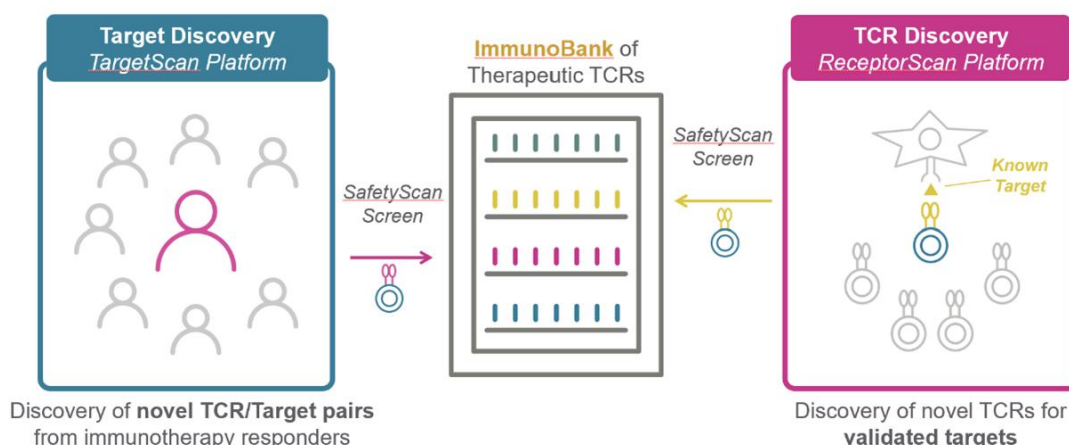 Target Discovery
TargetScan Platform
SafetyScan
Screen
Discovery of novel TCR/Target pairs
from immunotherapy responders
ImmunoBank of
Therapeutic TCRs
SafetyScan
Screen
TCR Discovery
ReceptorScan Platform
Known
Target
Discovery of novel TCRs for
validated targets